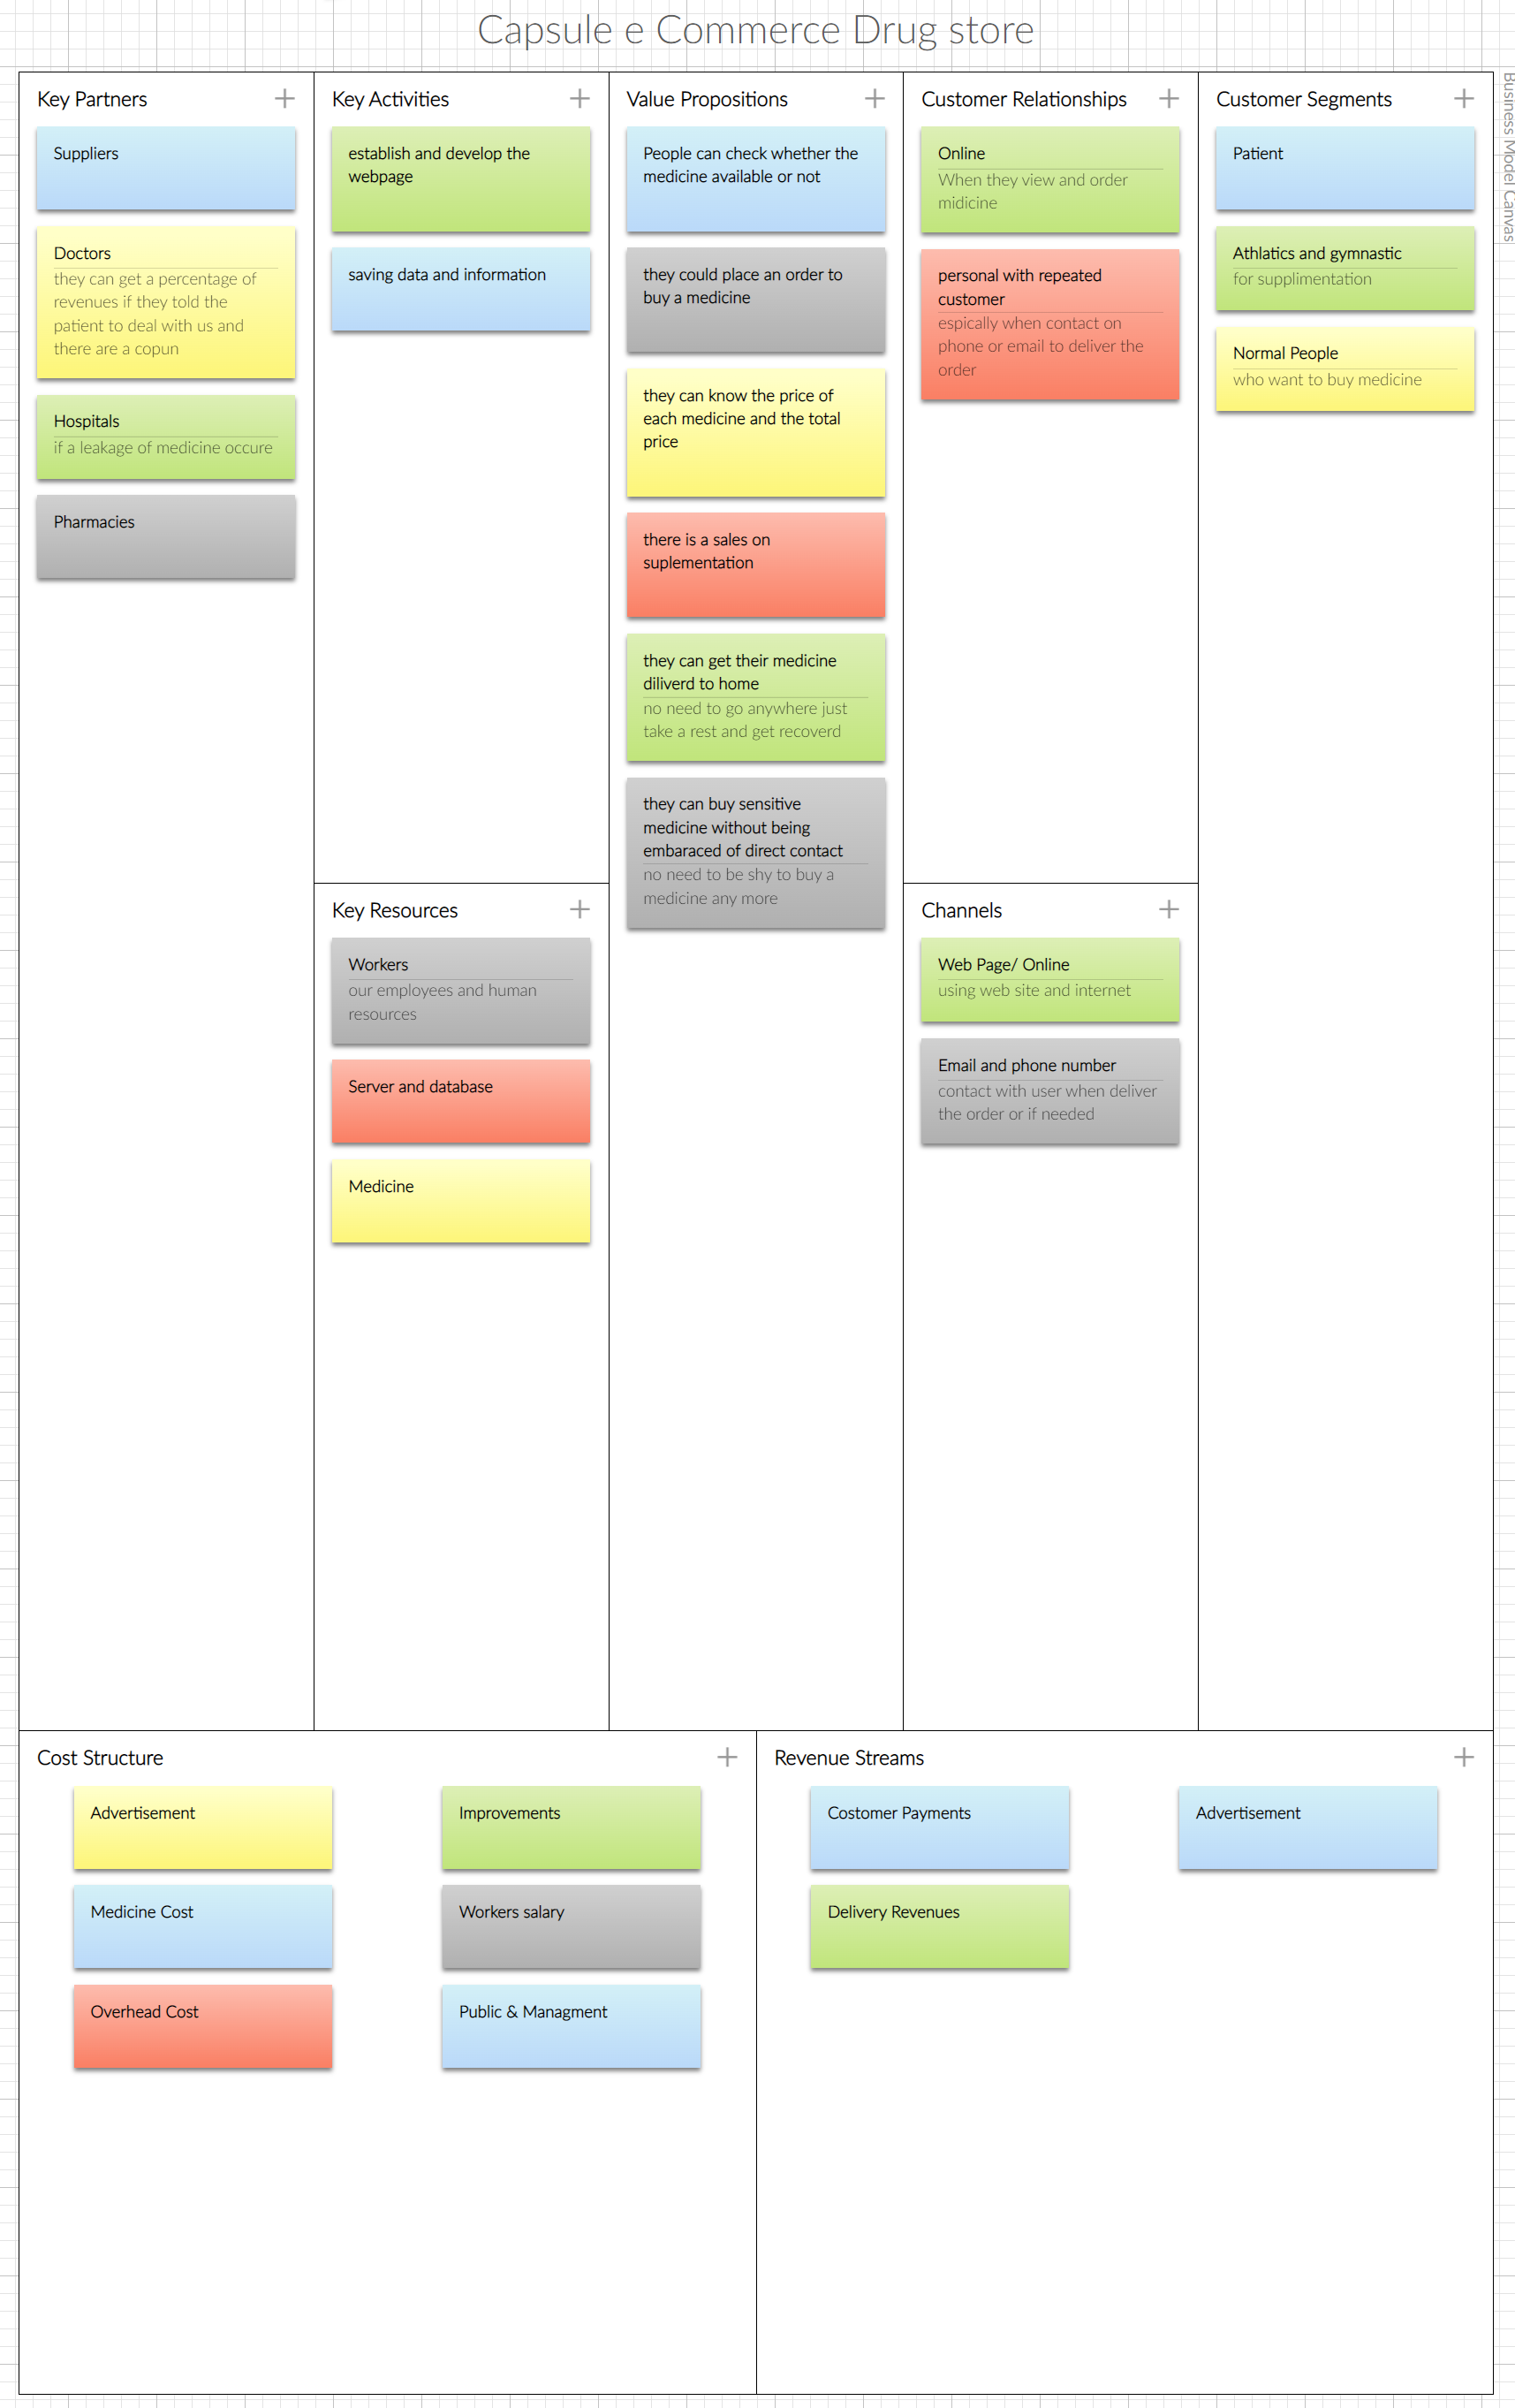 Capsule e Commerce Drug store
Key Partners
Suppliers
Doctors
they can get a percentage of
revenues if they told the
patient to deal with us and
there are a copun
Hospitals
if a leakage of medicine occure
Pharmacies
Key Activities
establish and develop the
webpage
saving data and information
Key Resources
Workers
our employees and human
resources
Server and database
Medicine
Value Propositions
People can check whether the
medicine available or not
they could place an order to
buy a medicine
they can know the price of
each medicine and the total
price
there is a sales on
suplementation
they can get their medicine
diliverd to home
no need to go anywhere just
take a rest and get recoverd
they can buy sensitive
medicine without being
embaraced of direct contact
no need to be shy to buy a
medicine any more
Customer Relationships
Online
When they view and order
midicine
personal with repeated
customer
espically when contact on
phone or email to deliver the
order
Channels
Web Page/ Online
using web site and internet
Email and phone number
contact with user when deliver
the order or if needed
Customer Segments
Patient
Athlatics and gymnastic
for supplimentation
Normal People
who want to buy medicine
Business Model Canvas
Cost Structure
Advertisement
Improvements
Medicine Cost
Workers salary
Overhead Cost
Public & Managment
Revenue Streams
Costomer Payments
Advertisement
Delivery Revenues